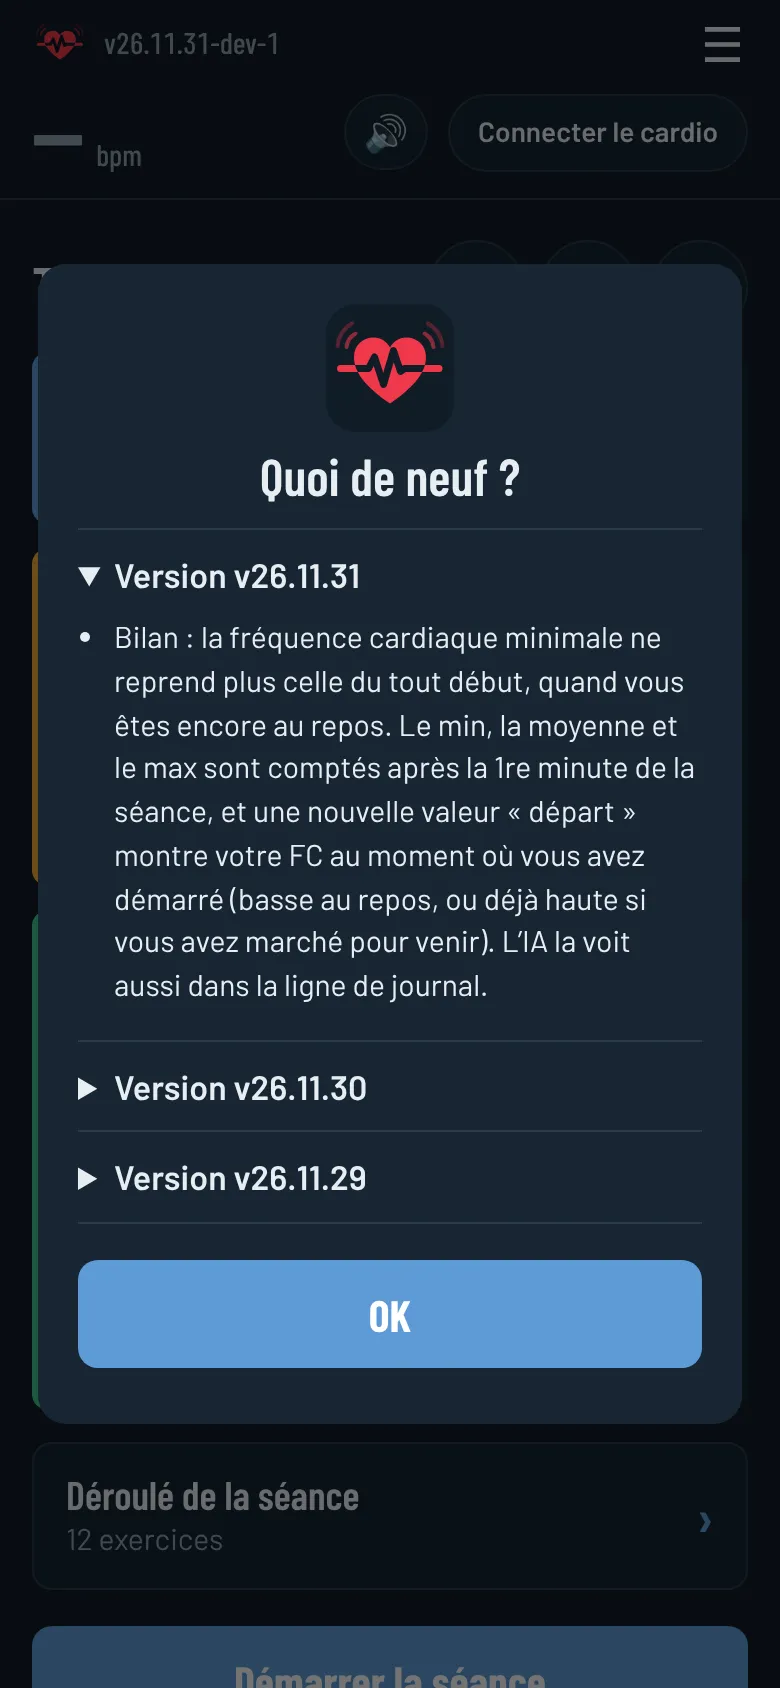 v26.11.31-dev-1
bpm
Connecter le cardio
Quoi de neuf ?
▼ Version v26.11.31
• Bilan : la fréquence cardiaque minimale ne
reprend plus celle du tout début, quand vous
êtes encore au repos. Le min, la moyenne et
le max sont comptés après la 1re minute de la
séance, et une nouvelle valeur « départ »
montre votre FC au moment où vous avez
démarré (basse au repos, ou déjà haute si
vous avez marché pour venir). L’IA la voit
aussi dans la ligne de journal.
▶ Version v26.11.30
▶ Version v26.11.29
OK
Déroulé de la séance
12 exercices
Démarrer la séance